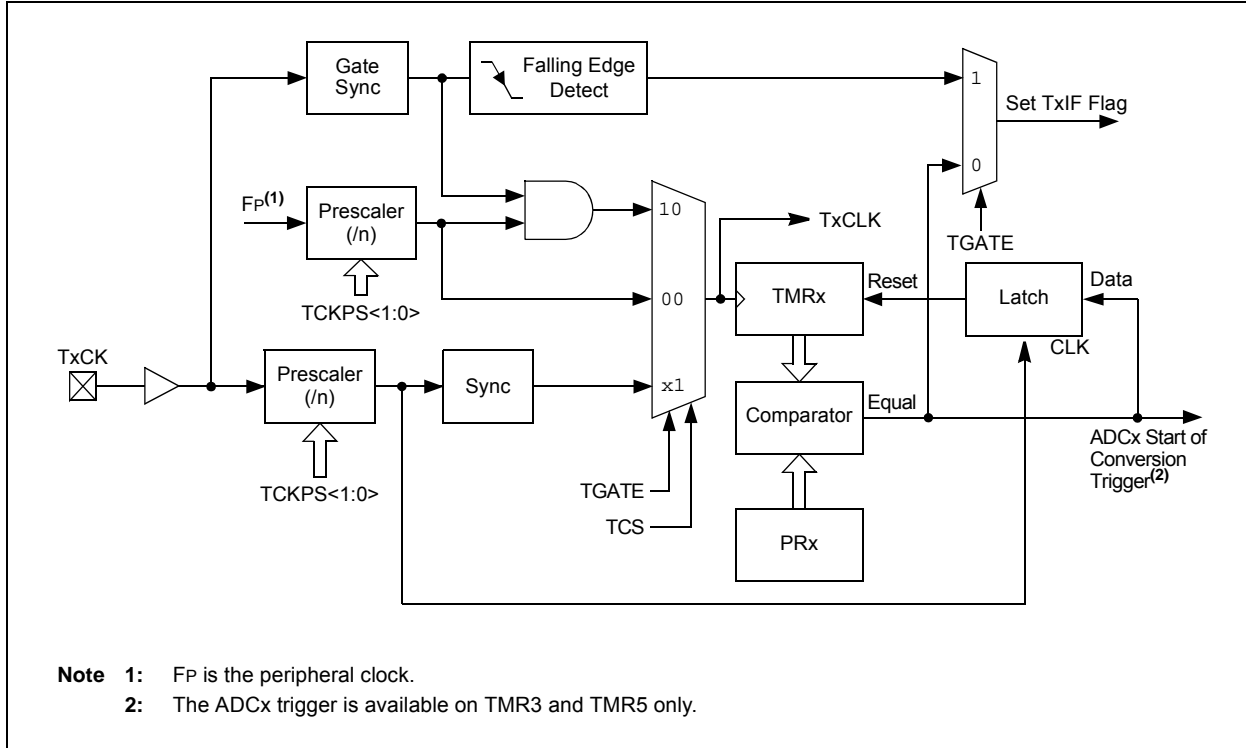 Gate
Sync
Falling Edge
Detect
1
Set TxIF Flag
0
TGATE
FP(1)
Prescaler
(/n)
TCKPS<1:0>
10
00
x1
TxCLK
TMRx
Reset
Latch
Data
CLK
TxCK
Prescaler
(/n)
TCKPS<1:0>
Sync
Comparator
Equal
ADCx Start of
Conversion
Trigger(2)
TGATE
TCS
PRx
Note 1: FP is the peripheral clock.
2: The ADCx trigger is available on TMR3 and TMR5 only.